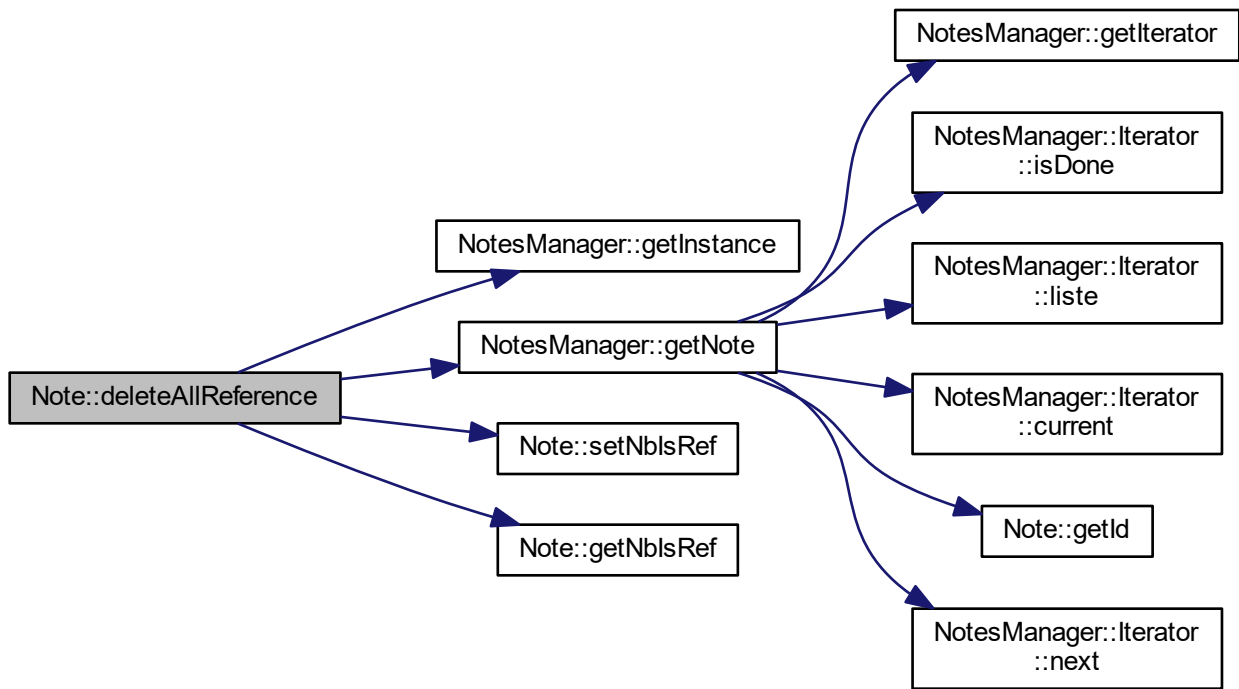 NotesManager::getIterator
NotesManager::Iterator
::isDone
NotesManager::getInstance
NotesManager::Iterator
::liste
NotesManager::getNote
Note::deleteAllReference
NotesManager::Iterator
::current
Note::setNbIsRef
Note::getId
Note::getNbIsRef
NotesManager::Iterator
::next